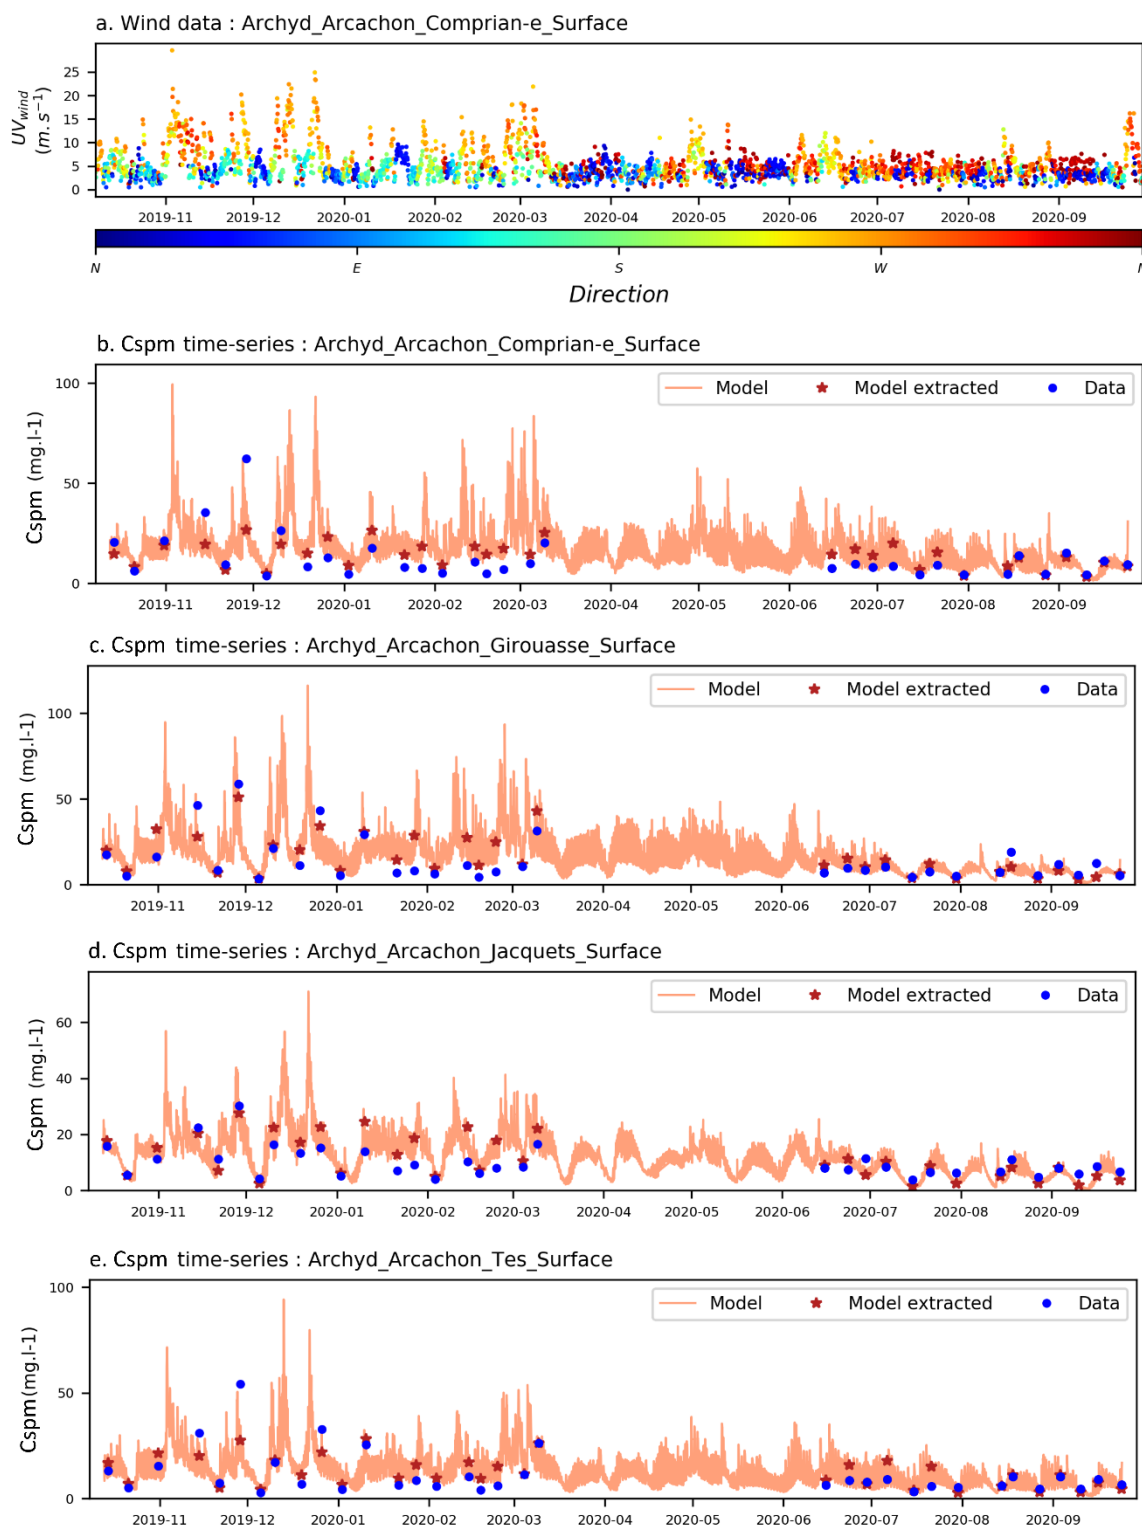 a. Wind data : Archyd_Arcachon_Comprian-e_Surface
UVwind
(m.s⁻¹)
25
20
15
10
5
0
2019-11 2019-12 2020-01 2020-02 2020-03 2020-04 2020-05 2020-06 2020-07 2020-08 2020-09
N E S W N
Direction
b. Cspm time-series : Archyd_Arcachon_Comprian-e_Surface
Model Model extracted Data
Cspm (mg.l-1)
100
50
0
2019-11 2019-12 2020-01 2020-02 2020-03 2020-04 2020-05 2020-06 2020-07 2020-08 2020-09
c. Cspm time-series : Archyd_Arcachon_Girouasse_Surface
Model Model extracted Data
Cspm (mg.l-1)
100
50
0
2019-11 2019-12 2020-01 2020-02 2020-03 2020-04 2020-05 2020-06 2020-07 2020-08 2020-09
d. Cspm time-series : Archyd_Arcachon_Jacquets_Surface
Model Model extracted Data
Cspm (mg.l-1)
60
40
20
0
2019-11 2019-12 2020-01 2020-02 2020-03 2020-04 2020-05 2020-06 2020-07 2020-08 2020-09
e. Cspm time-series : Archyd_Arcachon_Tes_Surface
Model Model extracted Data
Cspm(mg.l-1)
100
50
0
2019-11 2019-12 2020-01 2020-02 2020-03 2020-04 2020-05 2020-06 2020-07 2020-08 2020-09